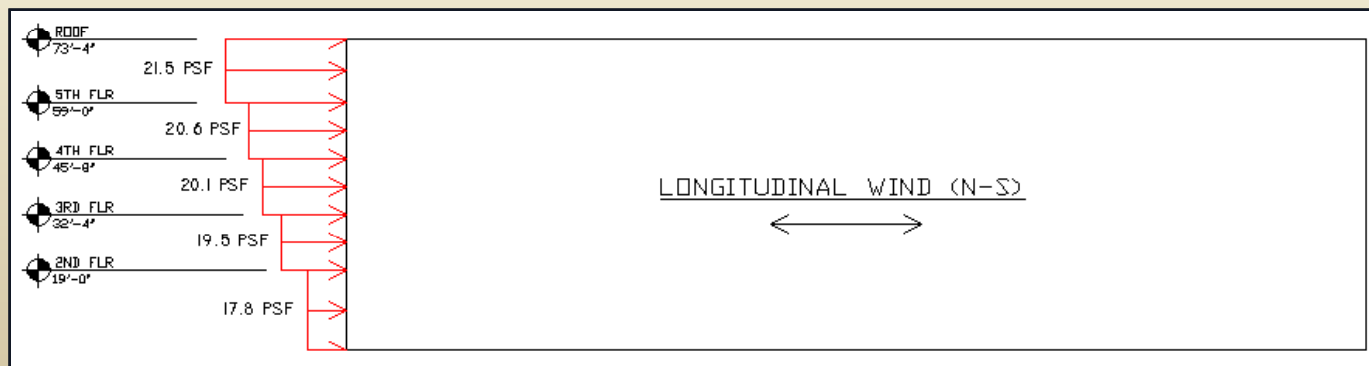 ROOF
73'-4"
21.5 PSF
5TH FLR
59'-0"
20.6 PSF
4TH FLR
45'-8"
20.1 PSF
LONGITUDINAL WIND (N-S)
3RD FLR
32'-4"
19.5 PSF
2ND FLR
19'-0"
17.8 PSF